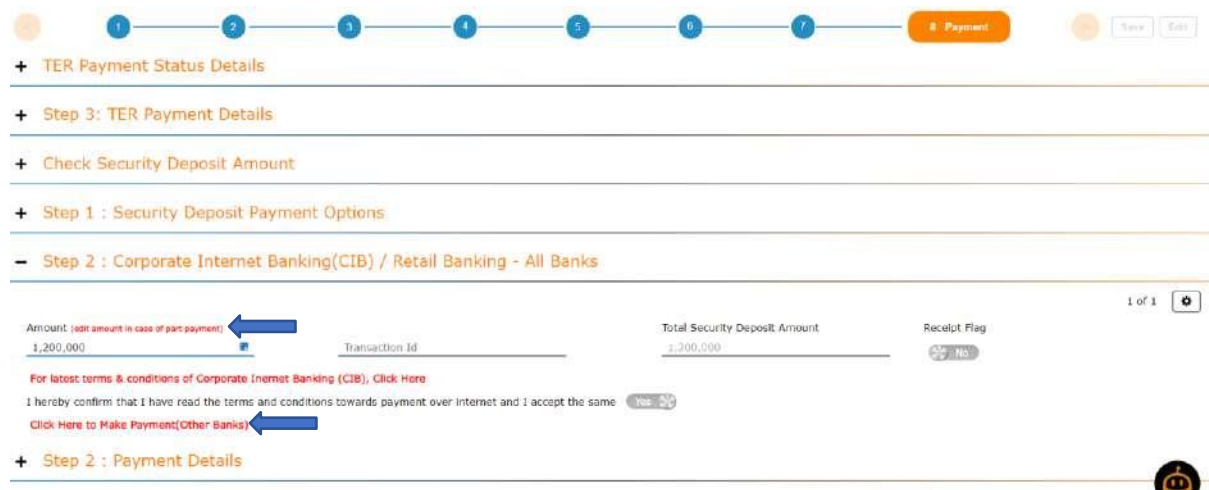 1 2 3 4 5 6 7 8 Payment Save Edit
+ TER Payment Status Details
+ Step 3: TER Payment Details
+ Check Security Deposit Amount
+ Step 1 : Security Deposit Payment Options
− Step 2 : Corporate Internet Banking(CIB) / Retail Banking - All Banks
1 of 1
Amount (edit amount in case of part payment) Total Security Deposit Amount Receipt Flag
1,200,000 Transaction Id 1,200,000 No
For latest terms & conditions of Corporate Inernet Banking (CIB), Click Here
I hereby confirm that I have read the terms and conditions towards payment over internet and I accept the same Yes
Click Here to Make Payment(Other Banks)
+ Step 2 : Payment Details